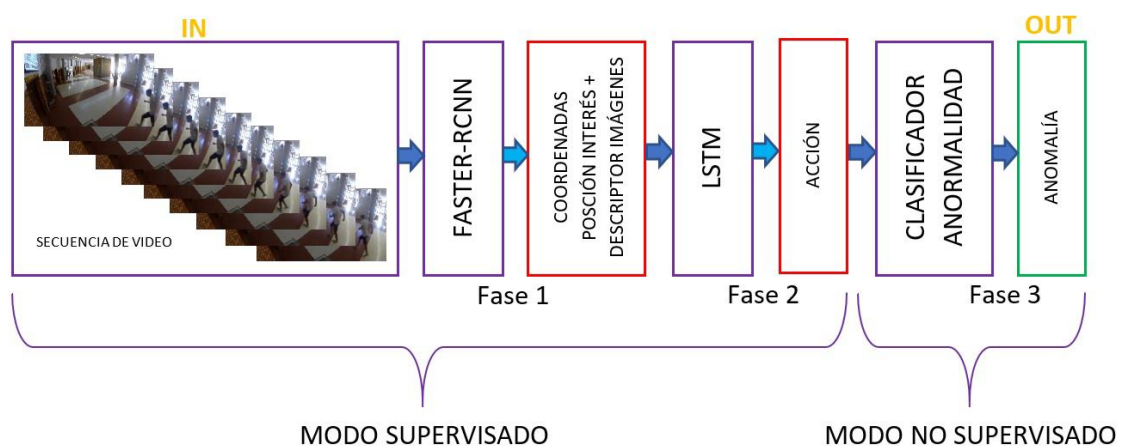 IN
OUT
SECUENCIA DE VIDEO
FASTER-RCNN
COORDENADAS
POSCIÓN INTERÉS +
DESCRIPTOR IMÁGENES
LSTM
ACCIÓN
CLASIFICADOR
ANORMALIDAD
ANOMALÍA
Fase 1
Fase 2
Fase 3
MODO SUPERVISADO
MODO NO SUPERVISADO